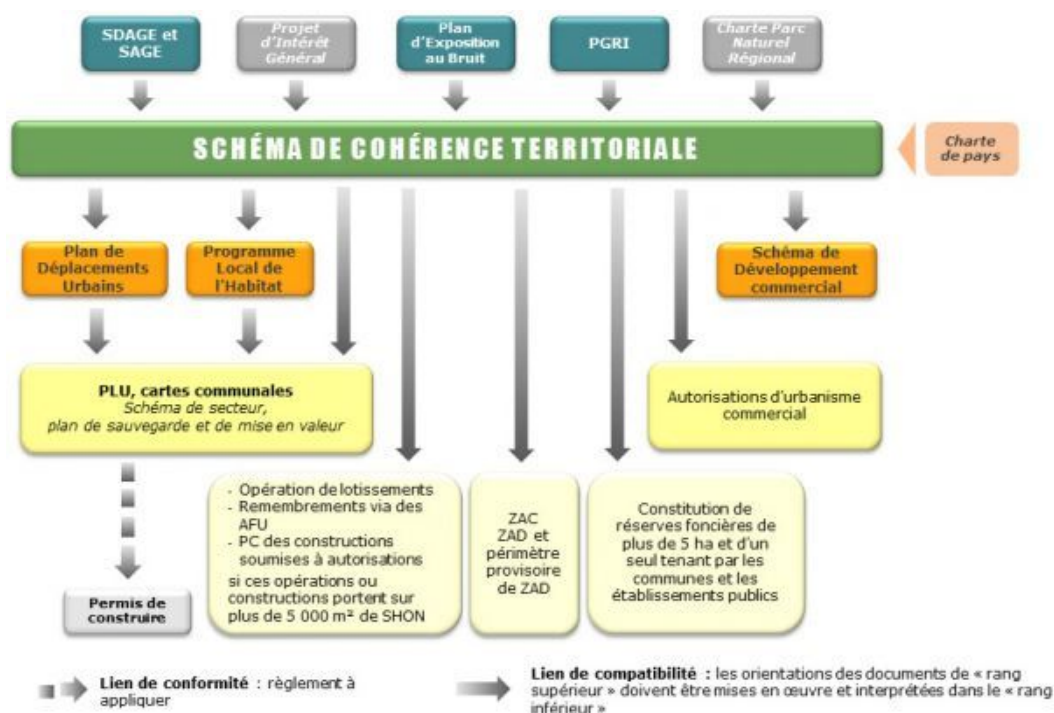 SDAGE et
SAGE
Projet
d'Intérêt
Général
Plan
d'Exposition
au Bruit
PGRI
Charte Parc
Naturel
Régional
SCHÉMA DE COHÉRENCE TERRITORIALE
Charte
de pays
Plan de
Déplacements
Urbains
Programme
Local de
l'Habitat
Schéma de
Développement
commercial
PLU, cartes communales
Schéma de secteur,
plan de sauvegarde et de mise en valeur
Autorisations d'urbanisme
commercial
- Opération de lotissements
- Remembrements via des
AFU
- PC des constructions
soumises à autorisations
si ces opérations ou
constructions portent sur
plus de 5 000 m² de SHON
ZAC
ZAD et
périmètre
provisoire
de ZAD
Constitution de
réserves foncières de
plus de 5 ha et d'un
seul tenant par les
communes et les
établissements publics
Permis de
construire
Lien de conformité : règlement à
appliquer
Lien de compatibilité : les orientations des documents de « rang
supérieur » doivent être mises en œuvre et interprétées dans le « rang
inférieur »